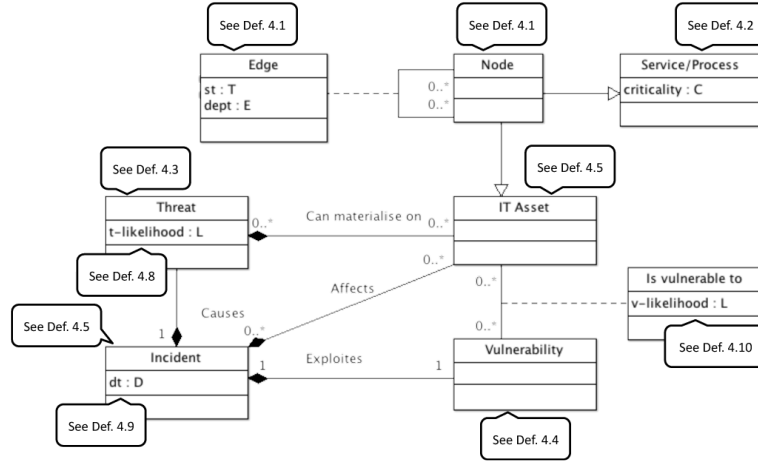 See Def. 4.1
See Def. 4.1
See Def. 4.2
Edge
st : T
dept : E
0..*
0..*
Node
Service/Process
criticality : C
See Def. 4.3
See Def. 4.5
Threat
t-likelihood : L
0..*
Can materialise on
0..*
IT Asset
See Def. 4.8
0..*
0..*
Affects
Is vulnerable to
v-likelihood : L
See Def. 4.5
Causes
1
0..*
0..*
See Def. 4.10
Incident
dt : D
1
Exploites
1
Vulnerability
See Def. 4.9
See Def. 4.4